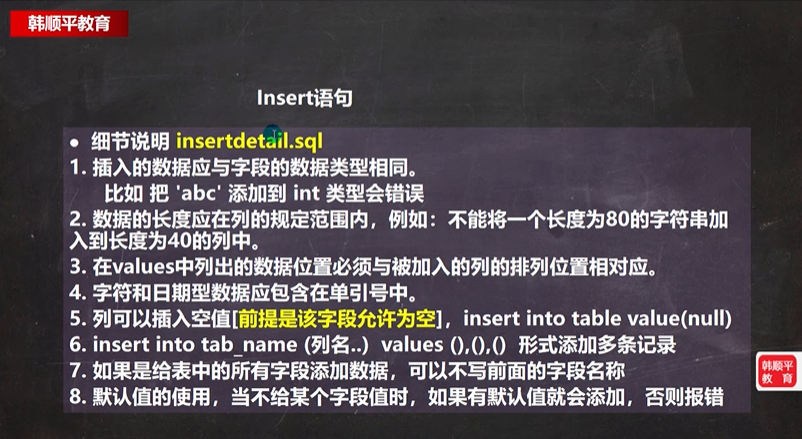 韩顺平教育
Insert语句
● 细节说明 insertdetail.sql
1. 插入的数据应与字段的数据类型相同。
比如 把 'abc' 添加到 int 类型会错误
2. 数据的长度应在列的规定范围内，例如：不能将一个长度为80的字符串加
入到长度为40的列中。
3. 在values中列出的数据位置必须与被加入的列的排列位置相对应。
4. 字符和日期型数据应包含在单引号中。
5. 列可以插入空值[前提是该字段允许为空]，insert into table value(null)
6. insert into tab_name (列名..)  values (),(),()  形式添加多条记录
7. 如果是给表中的所有字段添加数据，可以不写前面的字段名称
8. 默认值的使用，当不给某个字段值时，如果有默认值就会添加，否则报错
韩顺平
教 育